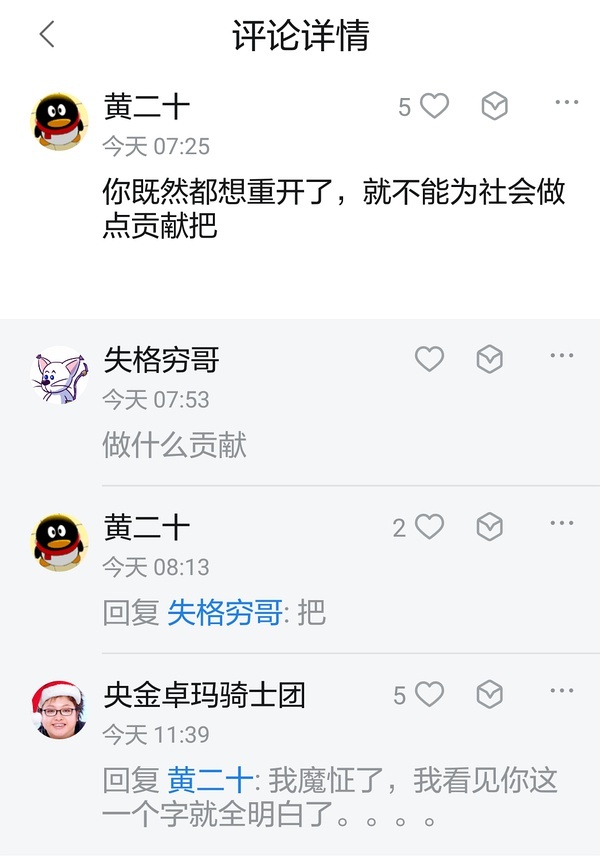 评论详情
黄二十
5
今天 07:25
你既然都想重开了，就不能为社会做
点贡献把
失格穷哥
今天 07:53
做什么贡献
黄二十
2
今天 08:13
回复 失格穷哥: 把
央金卓玛骑士团
5
今天 11:39
回复 黄二十: 我魔怔了，我看见你这
一个字就全明白了。。。。